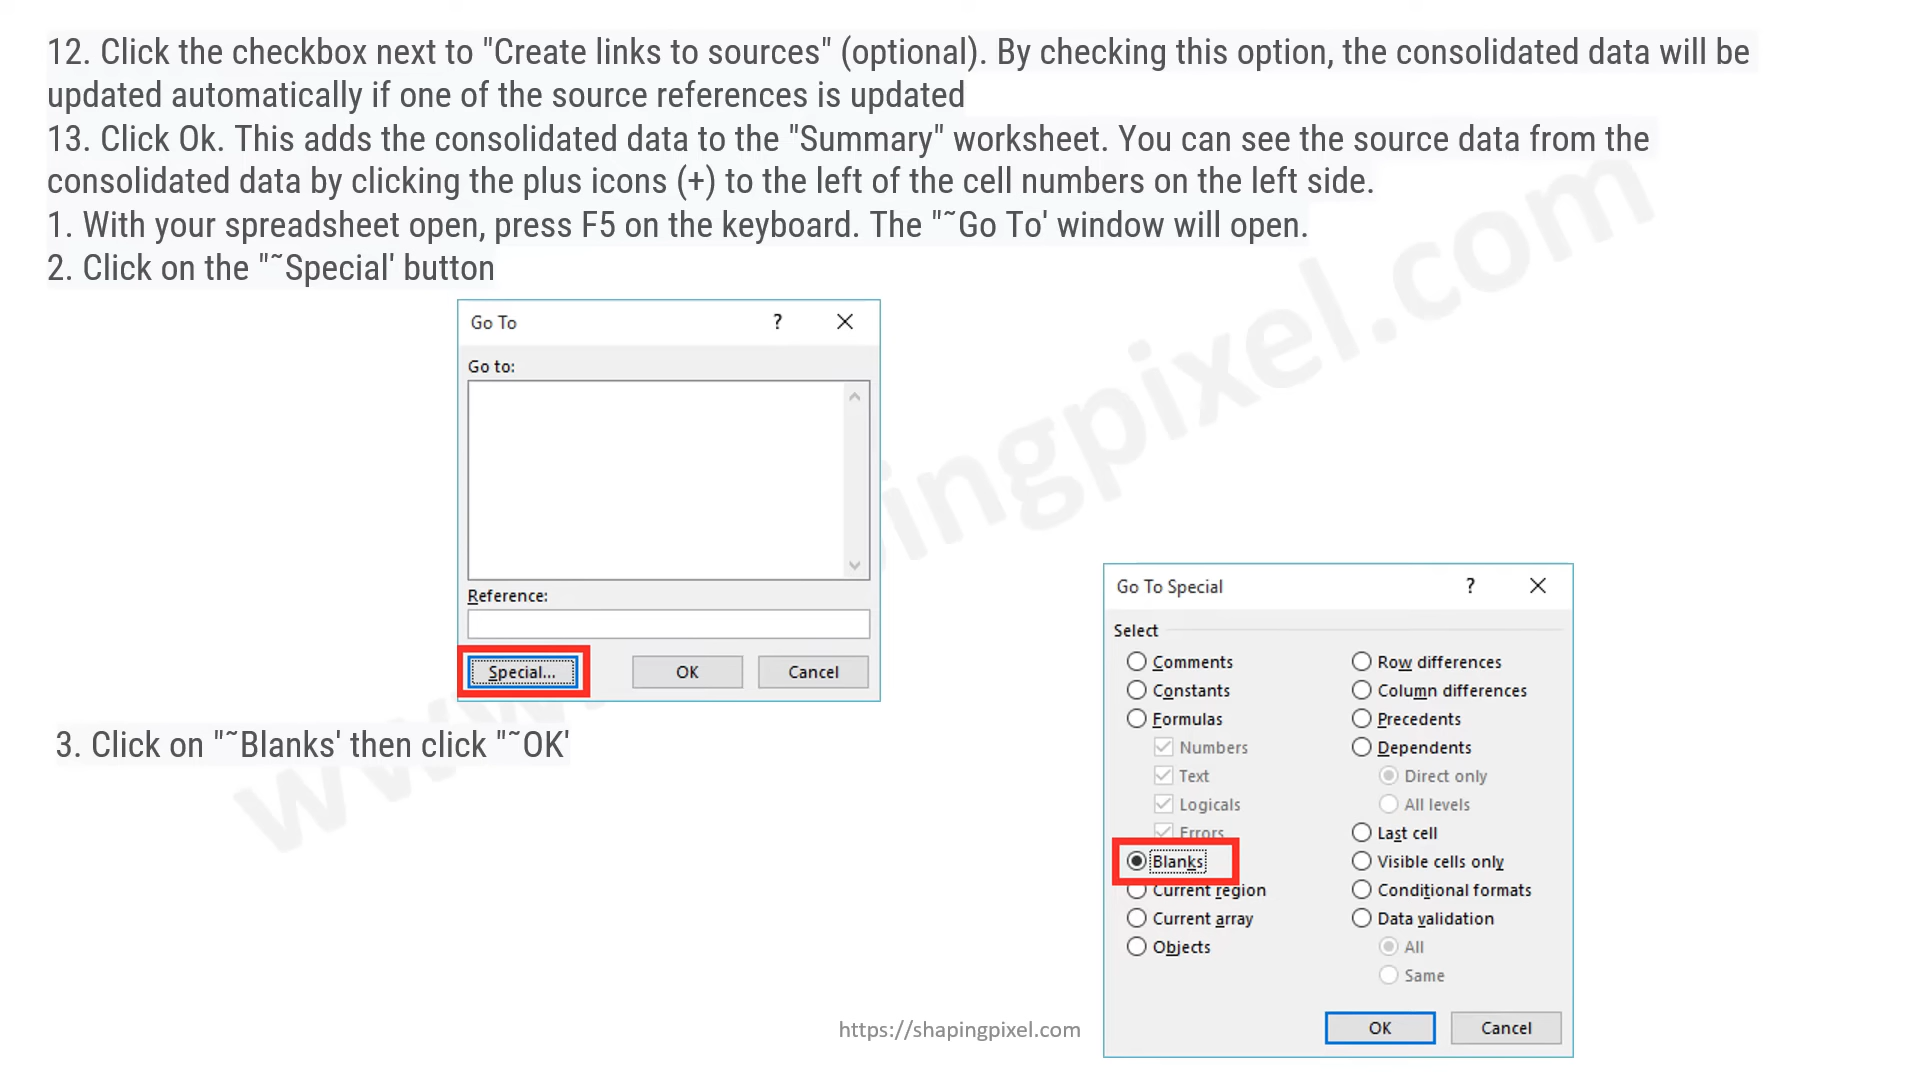 12. Click the checkbox next to "Create links to sources" (optional). By checking this option, the consolidated data will be
updated automatically if one of the source references is updated
13. Click Ok. This adds the consolidated data to the "Summary" worksheet. You can see the source data from the
consolidated data by clicking the plus icons (+) to the left of the cell numbers on the left side.
1. With your spreadsheet open, press F5 on the keyboard. The "˜Go To' window will open.
2. Click on the "˜Special' button
Go To ?
Go to:
Reference:
Special...
OK
Cancel
3. Click on "˜Blanks' then click "˜OK'
Go To Special ?
Select
Comments
Constants
Formulas
Numbers
Text
Logicals
Errors
Blanks
Current region
Current array
Objects
Row differences
Column differences
Precedents
Dependents
Direct only
All levels
Last cell
Visible cells only
Conditional formats
Data validation
All
Same
OK
Cancel
https://shapingpixel.com